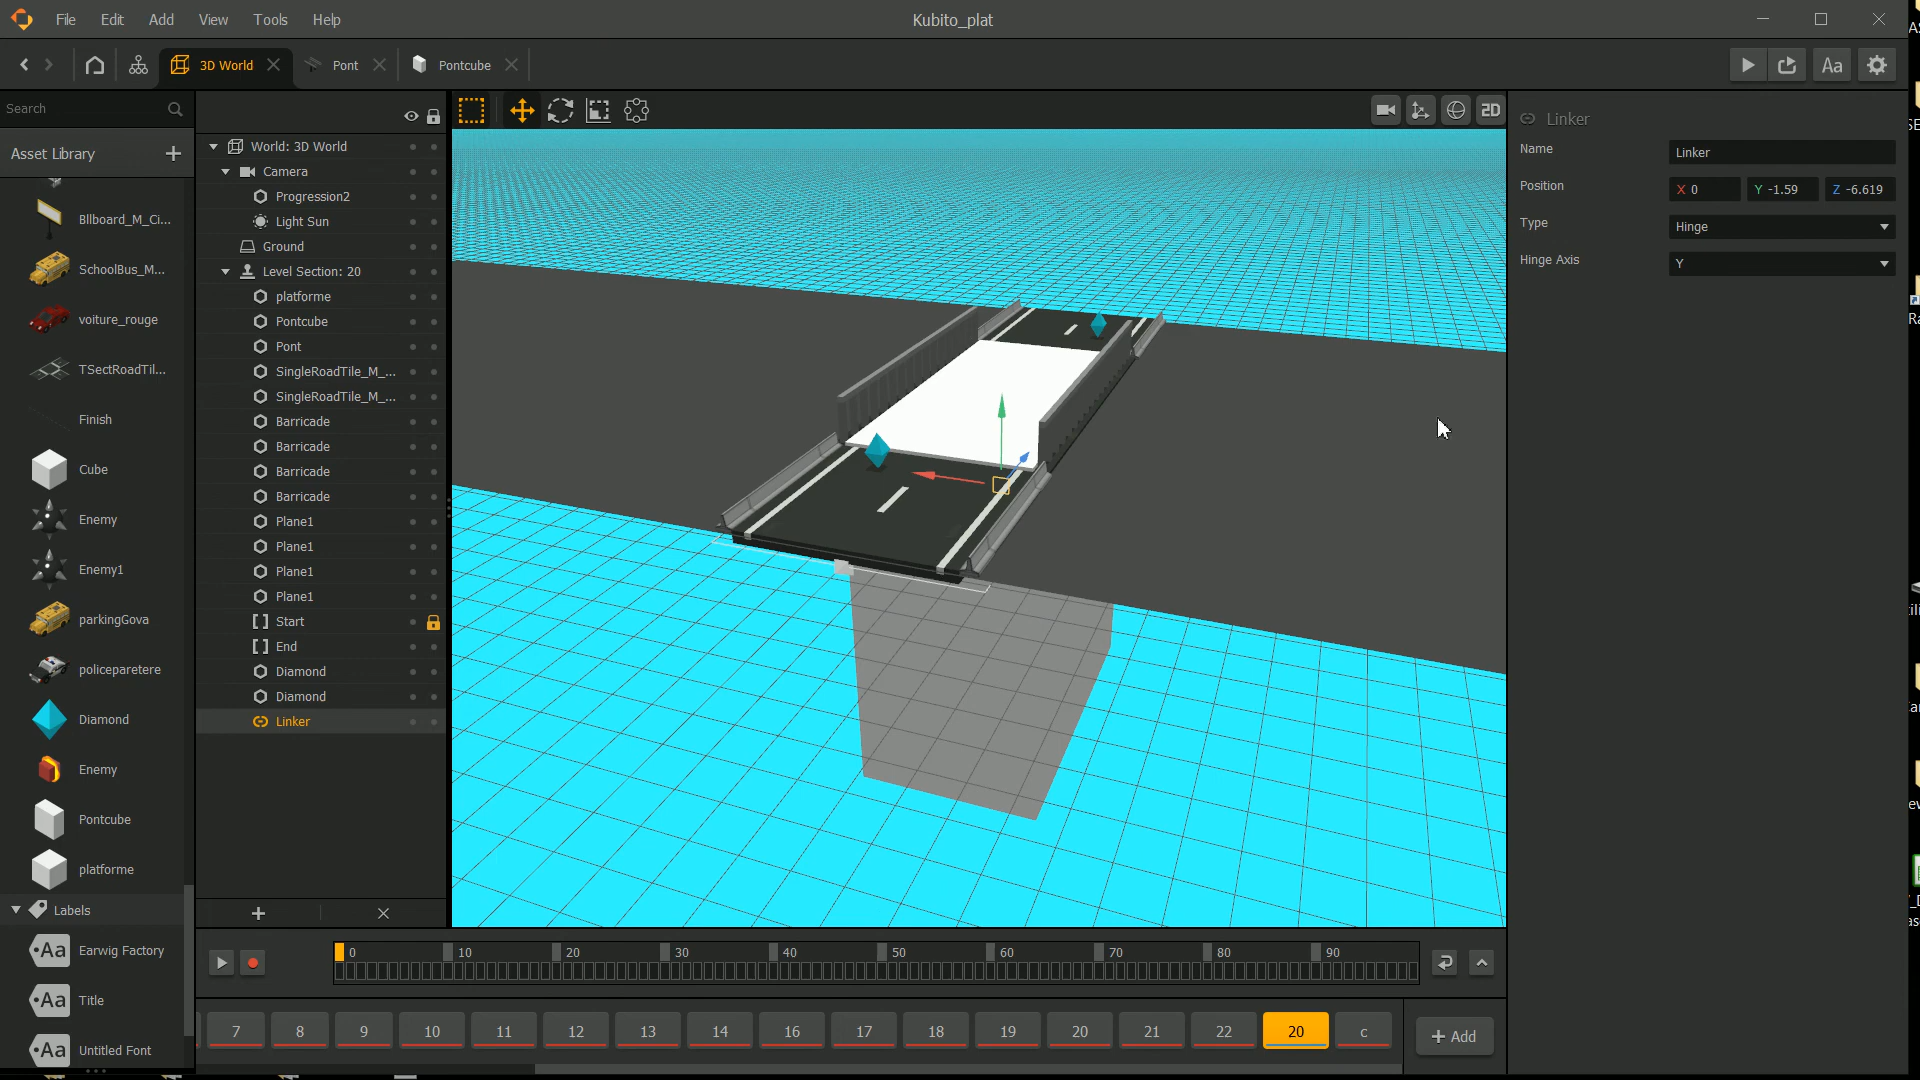 File Edit View Tools Help
Kubito_plat
3D World
Pont
Pontcube
Aa
Search
Asset Library
Bllboard_M_Ci...
SchoolBus_M...
voiture_rouge
TSectRoadTil...
Finish
Cube
Enemy
Enemy1
parkingGova
policeparetere
Diamond
Enemy
Pontcube
platforme
Labels
Aa Earwig Factory
Aa Title
Aa Untitled Font
World: 3D World
Camera
Progression2
Light Sun
Ground
Level Section: 20
platforme
Pontcube
Pont
SingleRoadTile_M_...
SingleRoadTile_M_...
Barricade
Barricade
Barricade
Barricade
Plane1
Plane1
Plane1
Plane1
Start
End
Diamond
Diamond
Linker
2D
Linker
Name Linker
Position X 0 Y -1.59 Z -6.619
Type Hinge
Hinge Axis Y
0 10 20 30 40 50 60 70 80 90
7 8 9 10 11 12 13 14 16 17 18 19 20 21 22 20 c
+ Add